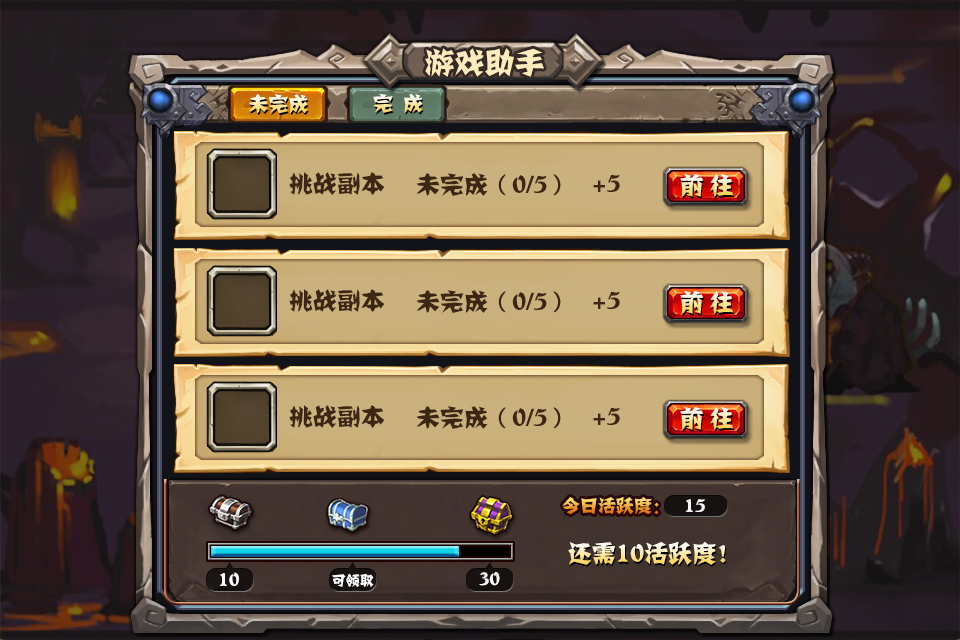 游戏助手
未完成 完成
挑战副本 未完成（0/5） +5 前往
挑战副本 未完成（0/5） +5 前往
挑战副本 未完成（0/5） +5 前往
今日活跃度: 15
还需10活跃度!
10 可领取 30